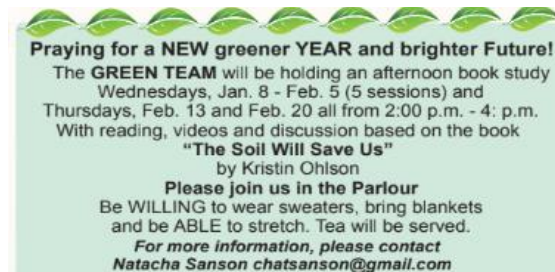 Praying for a NEW greener YEAR and brighter Future!
The GREEN TEAM will be holding an afternoon book study
Wednesdays, Jan. 8 - Feb. 5 (5 sessions) and
Thursdays, Feb. 13 and Feb. 20 all from 2:00 p.m. - 4: p.m.
With reading, videos and discussion based on the book
“The Soil Will Save Us”
by Kristin Ohlson
Please join us in the Parlour
Be WILLING to wear sweaters, bring blankets
and be ABLE to stretch. Tea will be served.
For more information, please contact
Natacha Sanson chatsanson@gmail.com